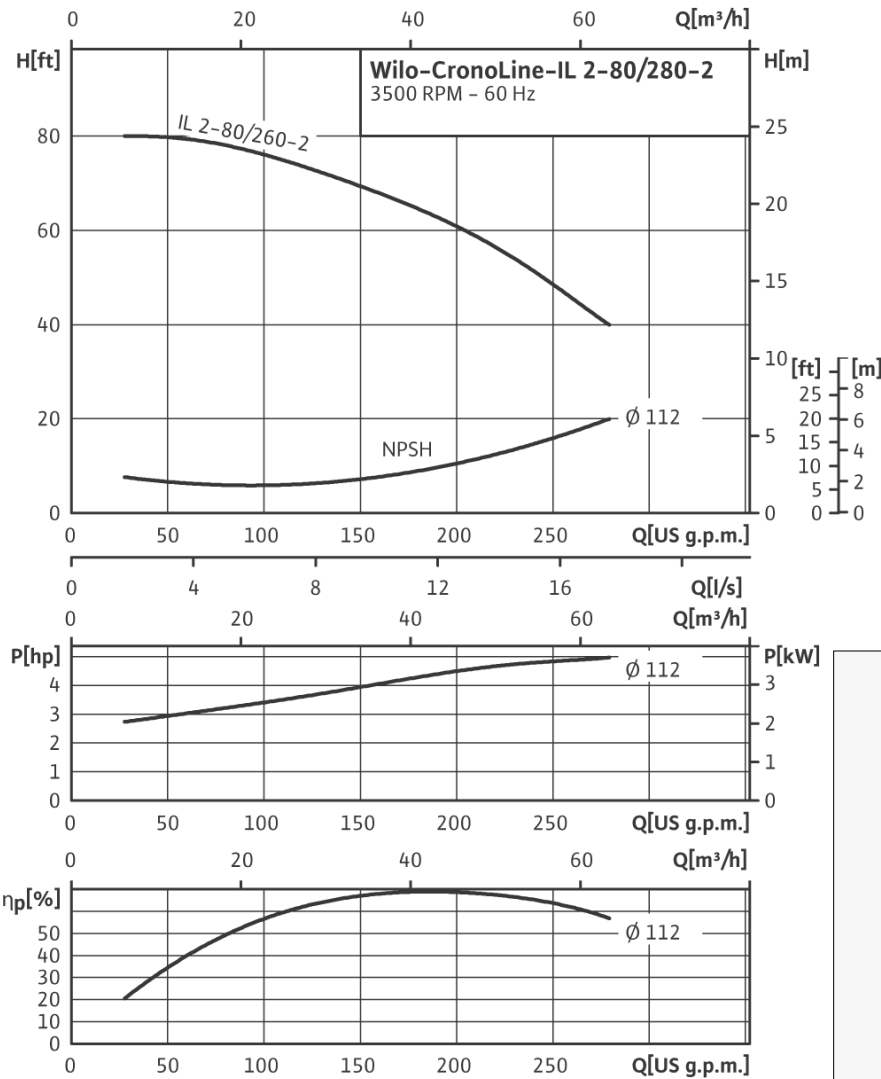 0 20 40 60 Q[m³/h]
H[ft] H[m]
Wilo-CronoLine-IL 2-80/280-2
3500 RPM - 60 Hz
IL 2-80/260-2
80 25
60 20
15
40
10 [ft] [m]
25 8
20 Ø 112 20 6
NPSH 5 15 4
10 2
5
0 0 0 0
0 50 100 150 200 250 Q[US g.p.m.]
0 4 8 12 16 Q[l/s]
0 20 40 60 Q[m³/h]
P[hp] P[kW]
Ø 112
4 3
3 2
2
1 1
0 0
0 50 100 150 200 250 Q[US g.p.m.]
0 20 40 60 Q[m³/h]
ηp[%]
50 Ø 112
40
30
20
10
0
0 50 100 150 200 250 Q[US g.p.m.]